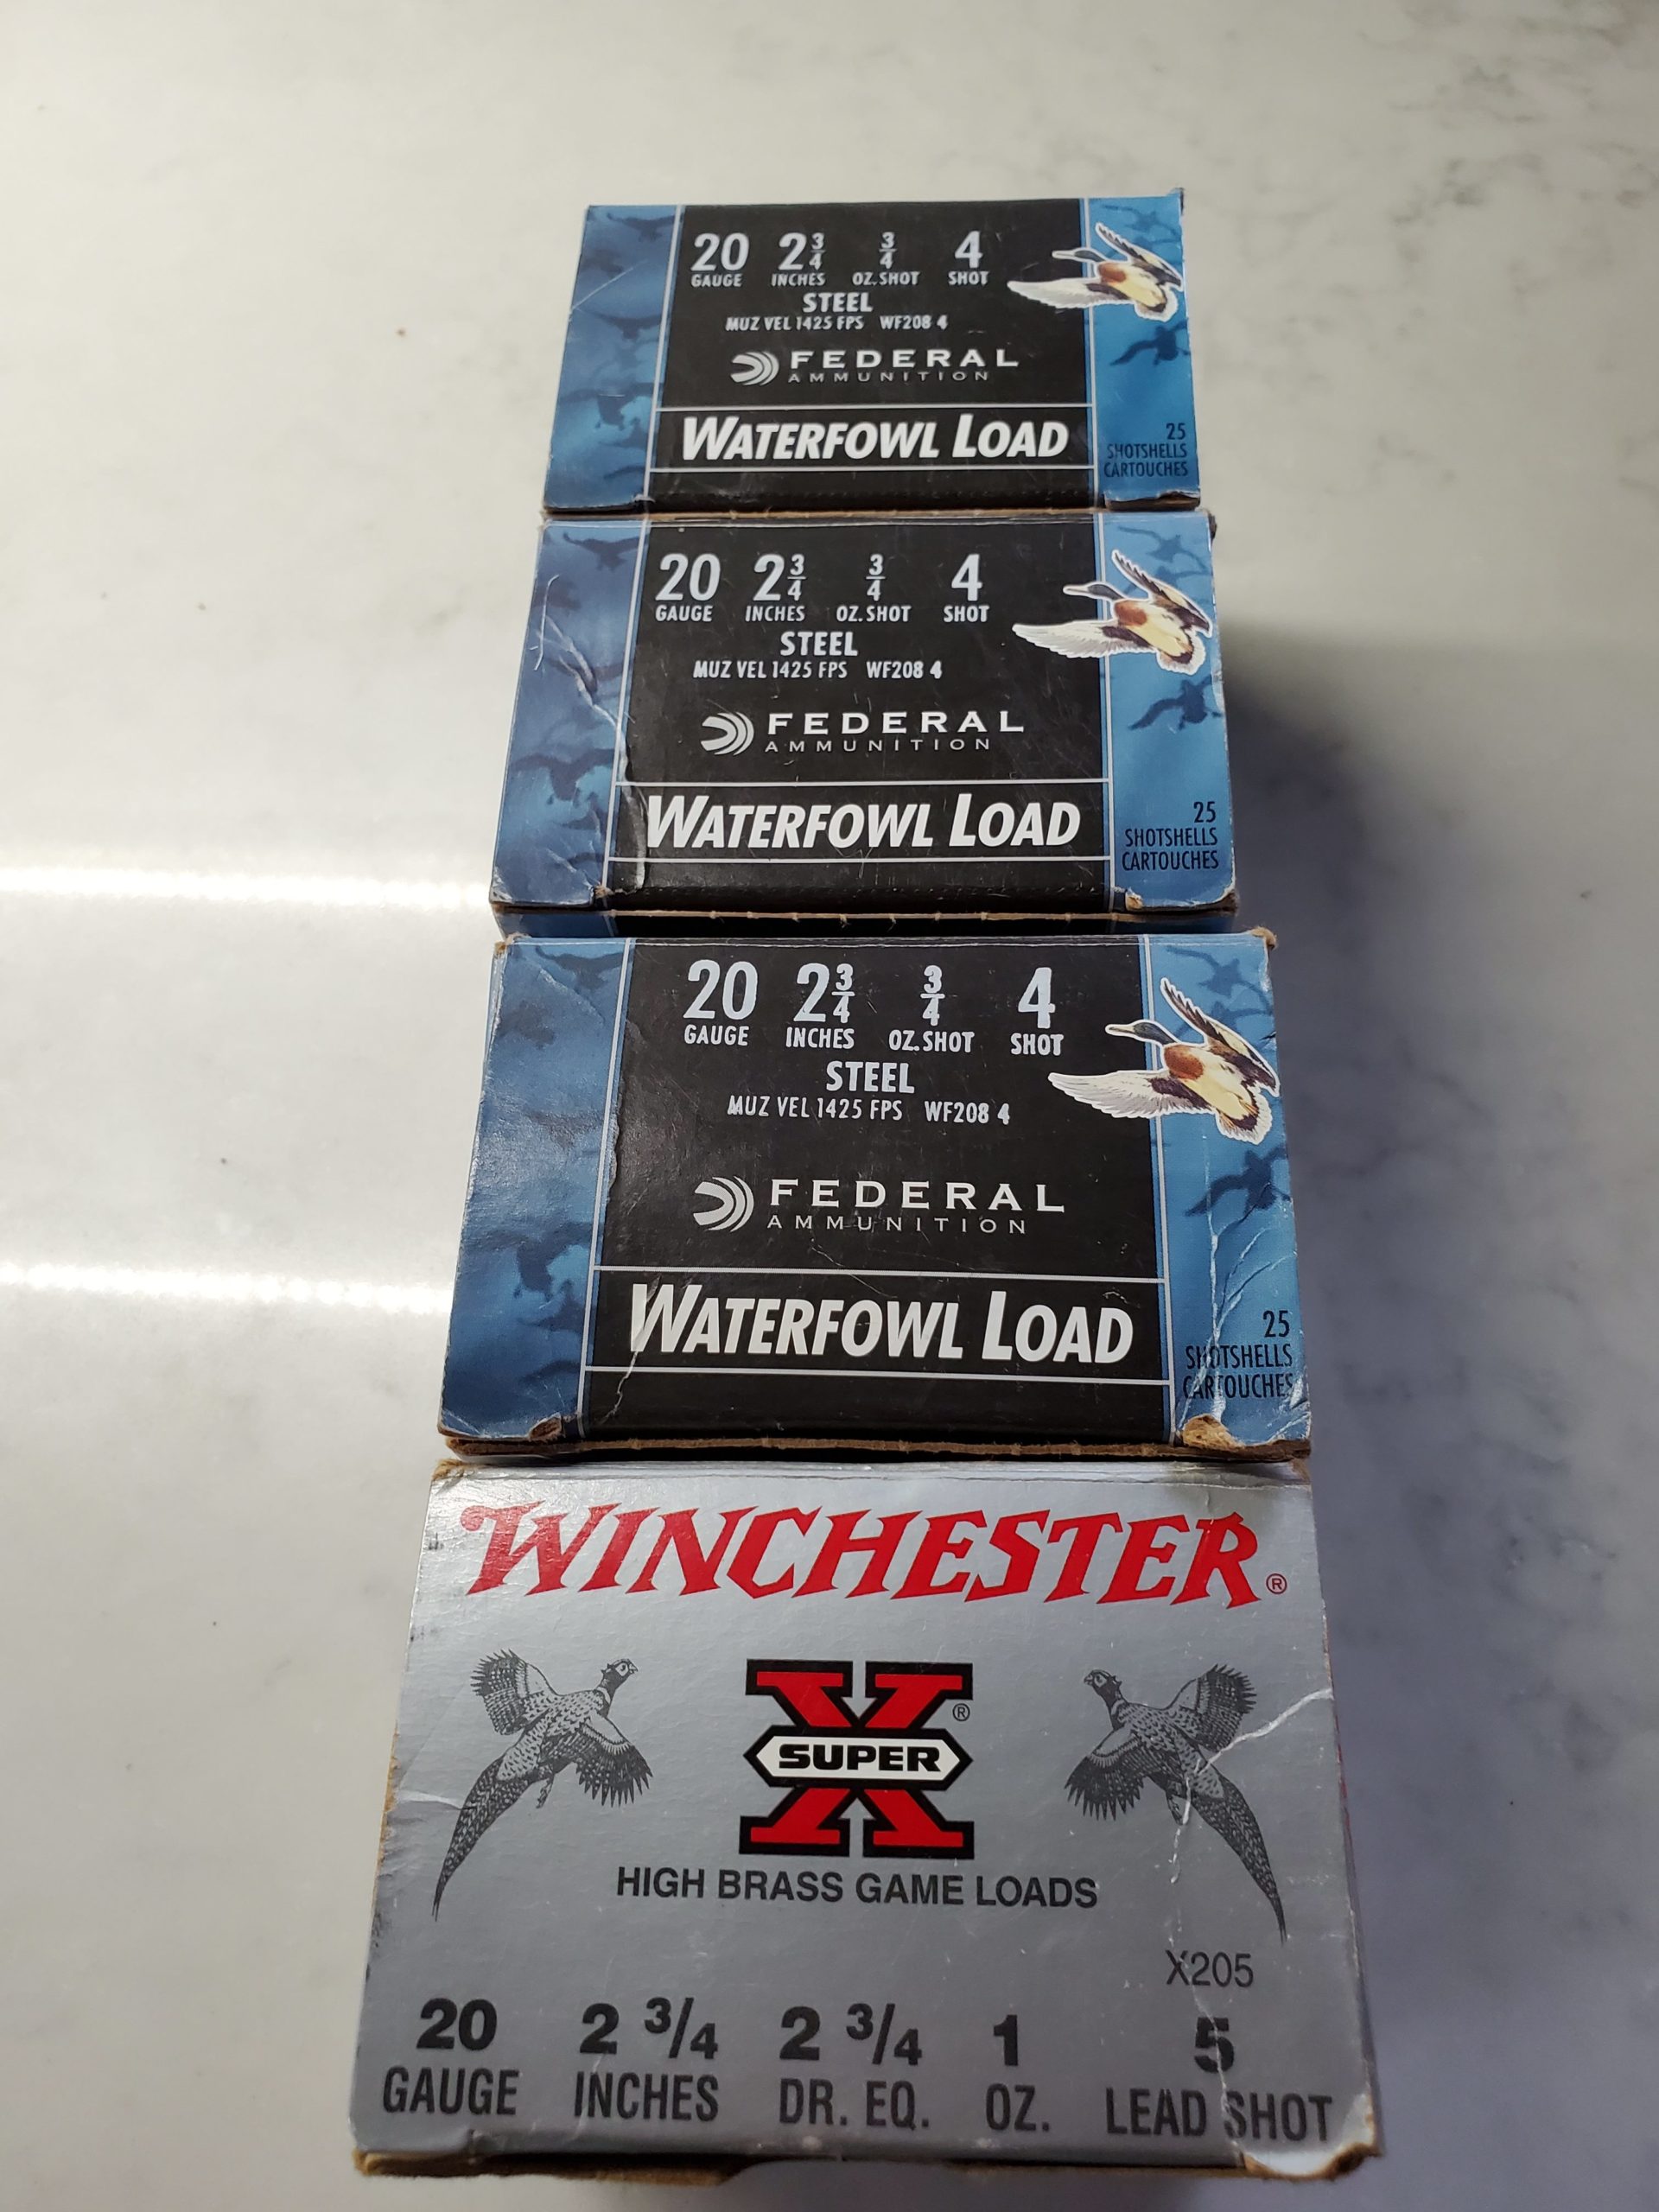 20 2 3/4 3/4 4
GAUGE INCHES OZ. SHOT SHOT
STEEL
MUZ VEL 1425 FPS WF208 4
FEDERAL
AMMUNITION
WATERFOWL LOAD
25
SHOTSHELLS
CARTOUCHES
20 2 3/4 3/4 4
GAUGE INCHES OZ. SHOT SHOT
STEEL
MUZ VEL 1425 FPS WF208 4
FEDERAL
AMMUNITION
WATERFOWL LOAD
25
SHOTSHELLS
CARTOUCHES
20 2 3/4 3/4 4
GAUGE INCHES OZ. SHOT SHOT
STEEL
MUZ VEL 1425 FPS WF208 4
FEDERAL
AMMUNITION
WATERFOWL LOAD
25
SHOTSHELLS
CARTOUCHES
WINCHESTER®
X®
SUPER
HIGH BRASS GAME LOADS
X205
20 2 3/4 2 3/4 1 5
GAUGE INCHES DR. EQ. OZ. LEAD SHOT